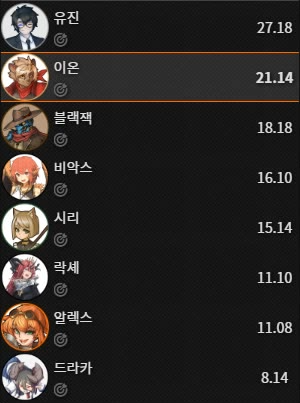 유진
27.18
이온
21.14
블랙잭
18.18
비악스
16.10
시리
15.14
락셰
11.10
알렉스
11.08
드라카
8.14